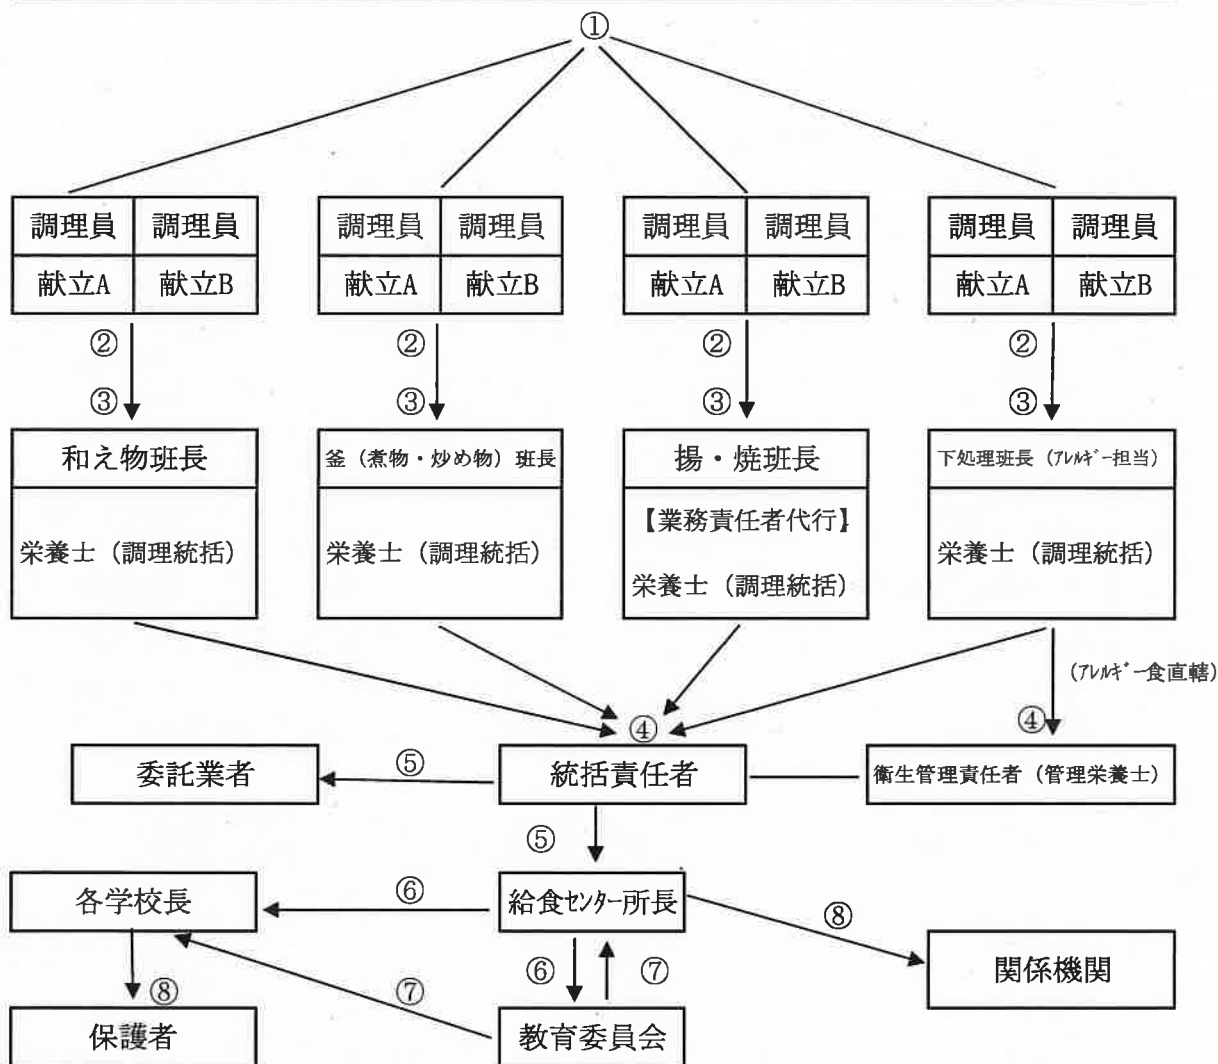 ①
調理員 調理員 調理員 調理員 調理員 調理員 調理員 調理員
献立A 献立B 献立A 献立B 献立A 献立B 献立A 献立B
② ② ② ②
③ ③ ③ ③
和え物班長 釜（煮物・炒め物）班長 揚・焼班長 下処理班長（ｱﾚﾙｷﾞｰ担当）
【業務責任者代行】
栄養士（調理統括） 栄養士（調理統括） 栄養士（調理統括） 栄養士（調理統括）
（ｱﾚﾙｷﾞｰ食直轄）
④ ④
委託業者 ⑤ 統括責任者 衛生管理責任者（管理栄養士）
⑤
各学校長 ⑥ 給食ｾﾝﾀｰ所長 ⑧
関係機関
⑧ ⑦ ⑥ ⑦
保護者 教育委員会